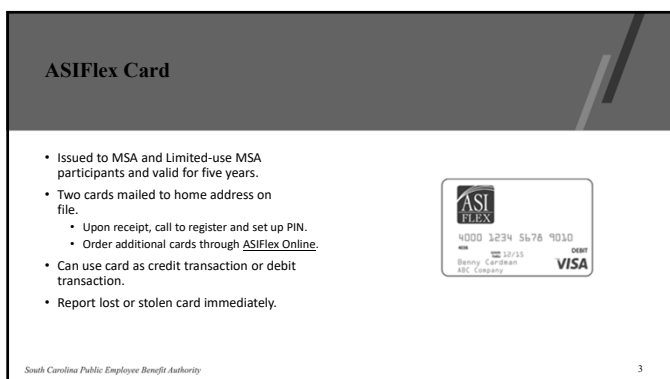 ASIFlex Card
• Issued to MSA and Limited-use MSA
participants and valid for five years.
• Two cards mailed to home address on
file.
• Upon receipt, call to register and set up PIN.
• Order additional cards through ASIFlex Online.
• Can use card as credit transaction or debit
transaction.
• Report lost or stolen card immediately.
ASI
FLEX
4000 1234 5678 9010
4000
12/15
DEBIT
Benny Cardman
VISA
ABC Company
South Carolina Public Employee Benefit Authority
3